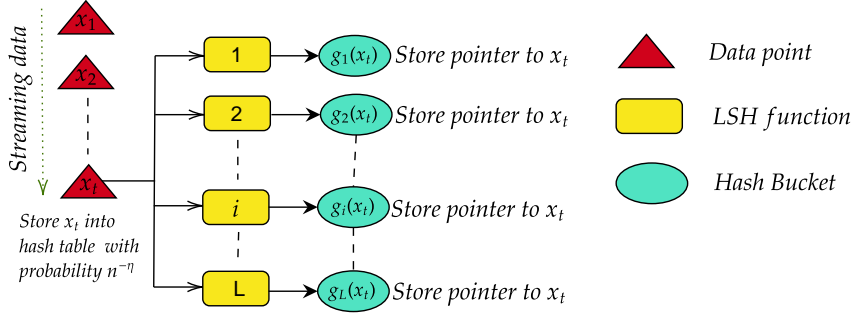 Streaming data
x₁
x₂
xₜ
Store xₜ into
hash table with
probability n⁻ᶯ
1
g₁(xₜ)
Store pointer to xₜ
2
g₂(xₜ)
Store pointer to xₜ
i
gᵢ(xₜ)
Store pointer to xₜ
L
g_L(xₜ)
Store pointer to xₜ
Data point
LSH function
Hash Bucket